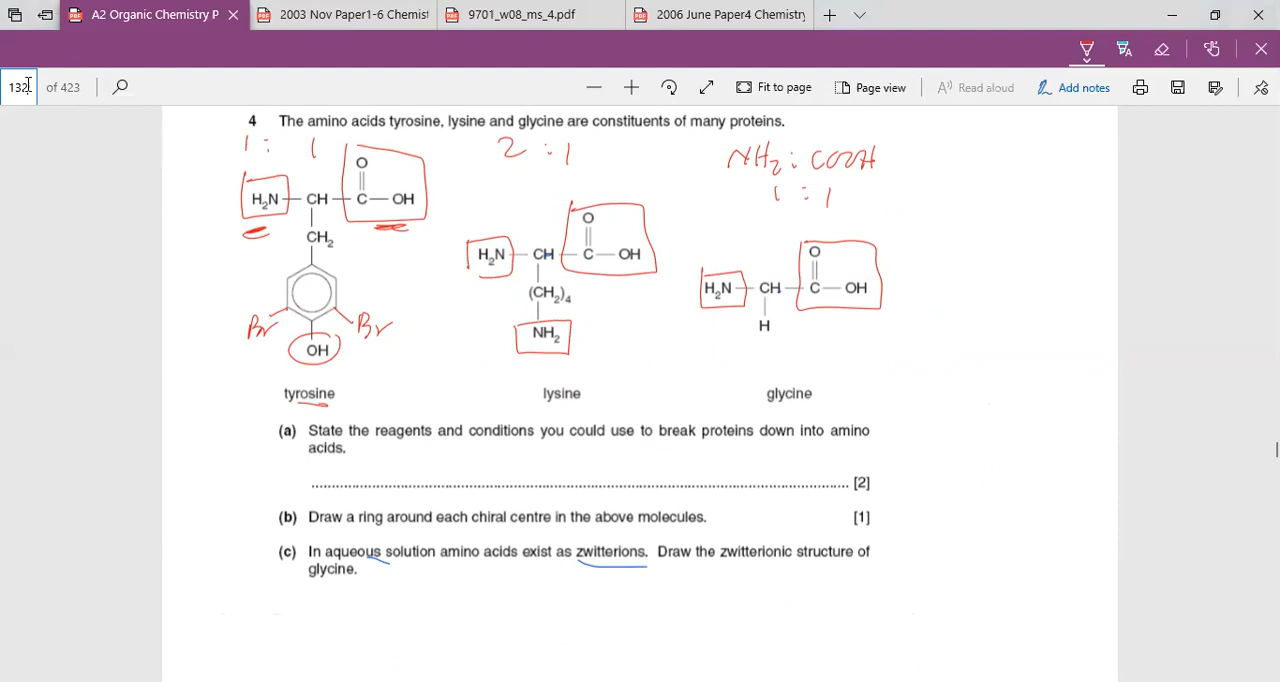 A2 Organic Chemistry P
2003 Nov Paper1-6 Chemist
9701_w08_ms_4.pdf
2006 June Paper4 Chemistry
132 of 423
Fit to page
Page view
Read aloud
Add notes
4 The amino acids tyrosine, lysine and glycine are constituents of many proteins.
1 : 1
2 : 1
NH2 : COOH
1 : 1
O
H2N CH C OH
CH2
Br Br
OH
O
H2N CH C OH
(CH2)4
NH2
O
H2N CH C OH
H
tyrosine lysine glycine
(a) State the reagents and conditions you could use to break proteins down into amino
acids.
[2]
(b) Draw a ring around each chiral centre in the above molecules. [1]
(c) In aqueous solution amino acids exist as zwitterions. Draw the zwitterionic structure of
glycine.